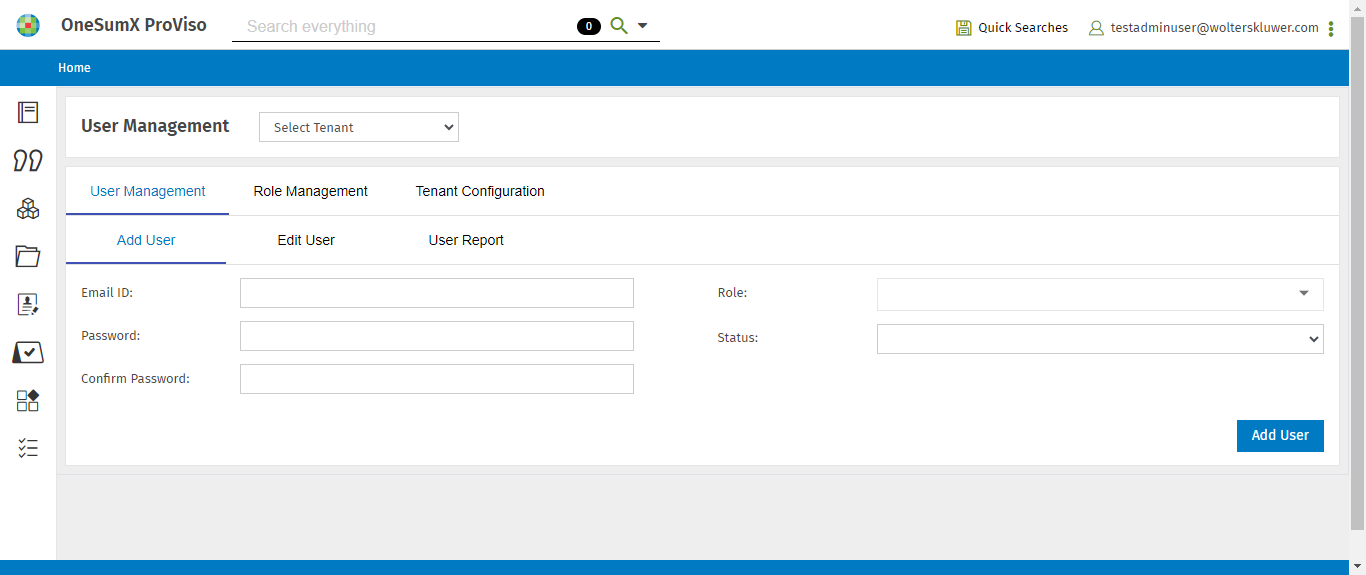 OneSumX ProViso
Search everything
0
Quick Searches
testadminuser@wolterskluwer.com
Home
User Management
Select Tenant
User Management Role Management Tenant Configuration
Add User Edit User User Report
Email ID:
Role:
Password:
Status:
Confirm Password:
Add User